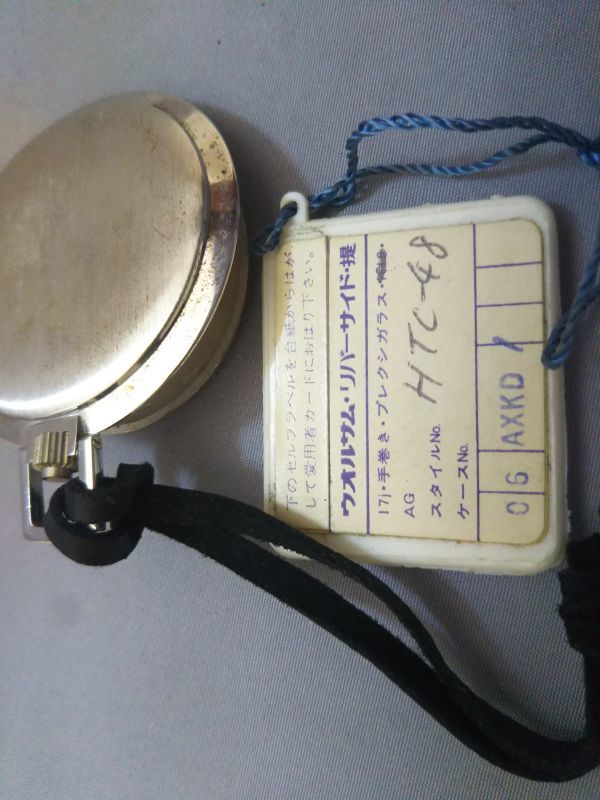 下のセルフラベルを台紙からはが
して愛用者カードにおはり下さい。
ウオルサム・リバーサイド・提
17j・手巻き・プレクシガラス・
AG
スタイルNo. HTC-48
ケースNo.
06 AXKD 1